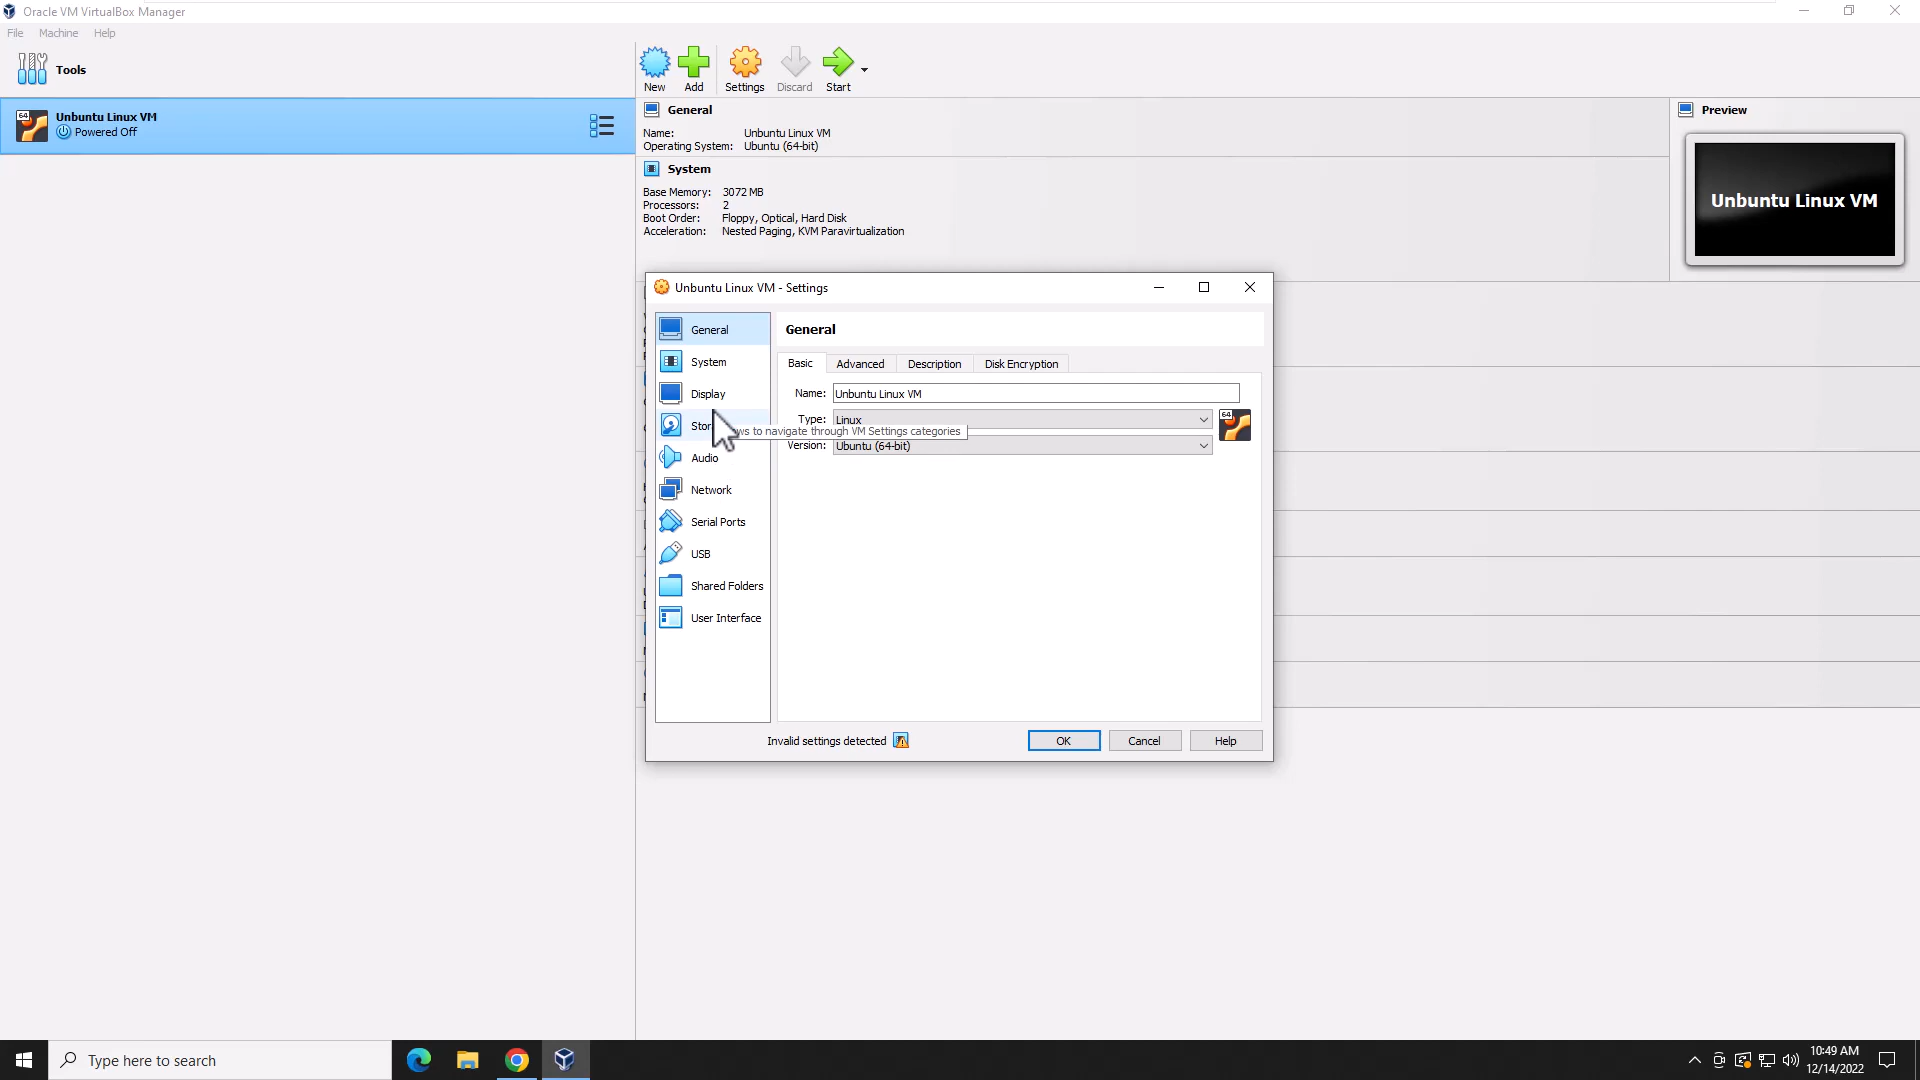 Oracle VM VirtualBox Manager
File Machine Help
Tools
New Add Settings Discard Start
64 Unbuntu Linux VM
Powered Off
General
Name: Unbuntu Linux VM
Operating System: Ubuntu (64-bit)
System
Base Memory: 3072 MB
Processors: 2
Boot Order: Floppy, Optical, Hard Disk
Acceleration: Nested Paging, KVM Paravirtualization
Preview
Unbuntu Linux VM
Unbuntu Linux VM - Settings
General
System
Display
Stor
Audio
Network
Serial Ports
USB
Shared Folders
User Interface
General
Basic Advanced Description Disk Encryption
Name: Unbuntu Linux VM
Type: Linux
64
ws to navigate through VM Settings categories
Version: Ubuntu (64-bit)
Invalid settings detected
OK Cancel Help
Type here to search
10:49 AM
12/14/2022